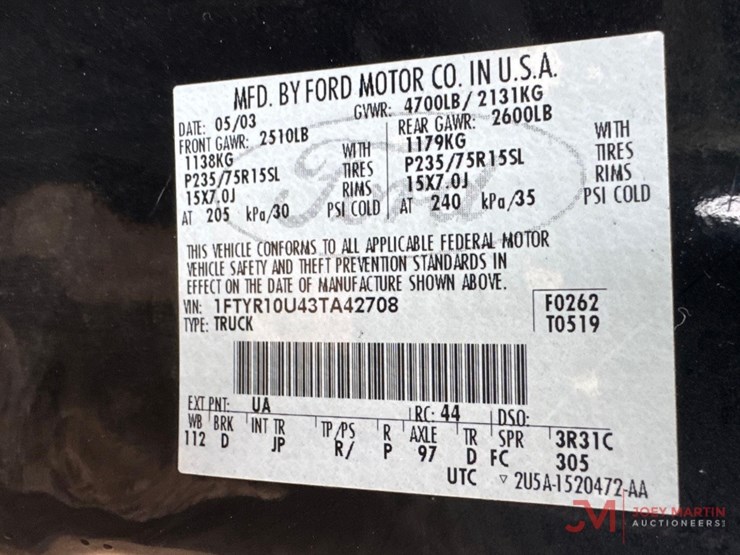 MFD. BY FORD MOTOR CO. IN U.S.A.
DATE: 05/03 GVWR: 4700LB/ 2131KG
FRONT GAWR: 2510LB REAR GAWR: 2600LB
1138KG WITH 1179KG WITH
P235/75R15SL TIRES P235/75R15SL TIRES
15X7.0J RIMS 15X7.0J RIMS
AT 205 kPa/30 PSI COLD AT 240 kPa/35 PSI COLD
Ford
THIS VEHICLE CONFORMS TO ALL APPLICABLE FEDERAL MOTOR
VEHICLE SAFETY AND THEFT PREVENTION STANDARDS IN
EFFECT ON THE DATE OF MANUFACTURE SHOWN ABOVE.
VIN: 1FTYR10U43TA42708 F0262
TYPE: TRUCK T0519
EXT PNT: UA RC: 44 DSO:
WB BRK INT TR TP/PS R AXLE TR SPR 3R31C
112 D JP R/ P 97 D FC 305
UTC ▽ 2U5A-1520472-AA
JM JOEY MARTIN
AUCTIONEERS